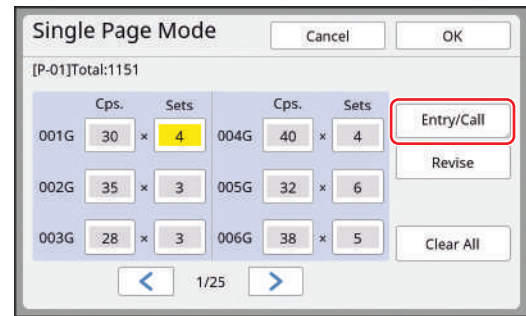 Single Page Mode Cancel OK
[P-01]Total:1151
Cps. Sets Cps. Sets
001G 30 × 4 004G 40 × 4
002G 35 × 3 005G 32 × 6
003G 28 × 3 006G 38 × 5
Entry/Call
Revise
Clear All
< 1/25 >